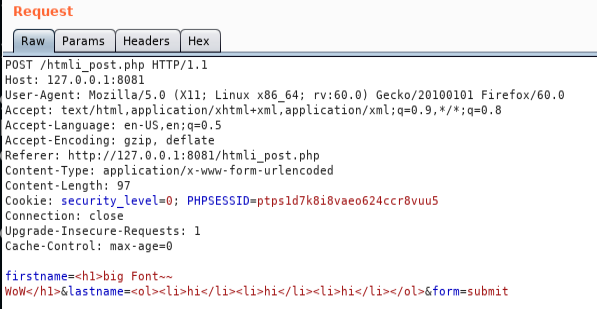 Request
Raw Params Headers Hex
POST /htmli_post.php HTTP/1.1
Host: 127.0.0.1:8081
User-Agent: Mozilla/5.0 (X11; Linux x86_64; rv:60.0) Gecko/20100101 Firefox/60.0
Accept: text/html,application/xhtml+xml,application/xml;q=0.9,*/*;q=0.8
Accept-Language: en-US,en;q=0.5
Accept-Encoding: gzip, deflate
Referer: http://127.0.0.1:8081/htmli_post.php
Content-Type: application/x-www-form-urlencoded
Content-Length: 97
Cookie: security_level=0; PHPSESSID=ptps1d7k8i8vaeo624ccr8vuu5
Connection: close
Upgrade-Insecure-Requests: 1
Cache-Control: max-age=0
firstname=<h1>big Font~~
WoW</h1>&lastname=<ol><li>hi</li><li>hi</li><li>hi</li></ol>&form=submit